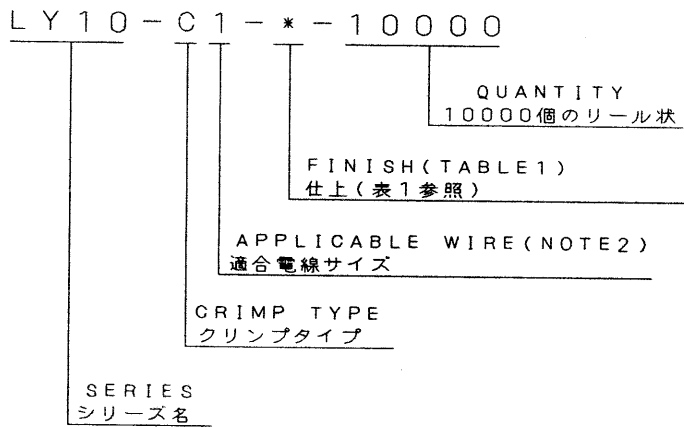 LY10-C1-*-10000
QUANTITY
10000個のリール状
FINISH(TABLE1)
仕上(表1参照)
APPLICABLE WIRE(NOTE2)
適合電線サイズ
CRIMP TYPE
クリンプタイプ
SERIES
シリーズ名